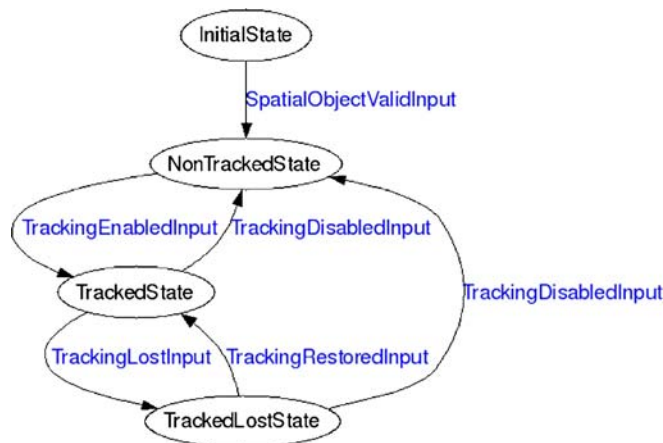 InitialState
SpatialObjectValidInput
NonTrackedState
TrackingEnabledInput
TrackingDisabledInput
TrackedState
TrackingDisabledInput
TrackingLostInput
TrackingRestoredInput
TrackedLostState